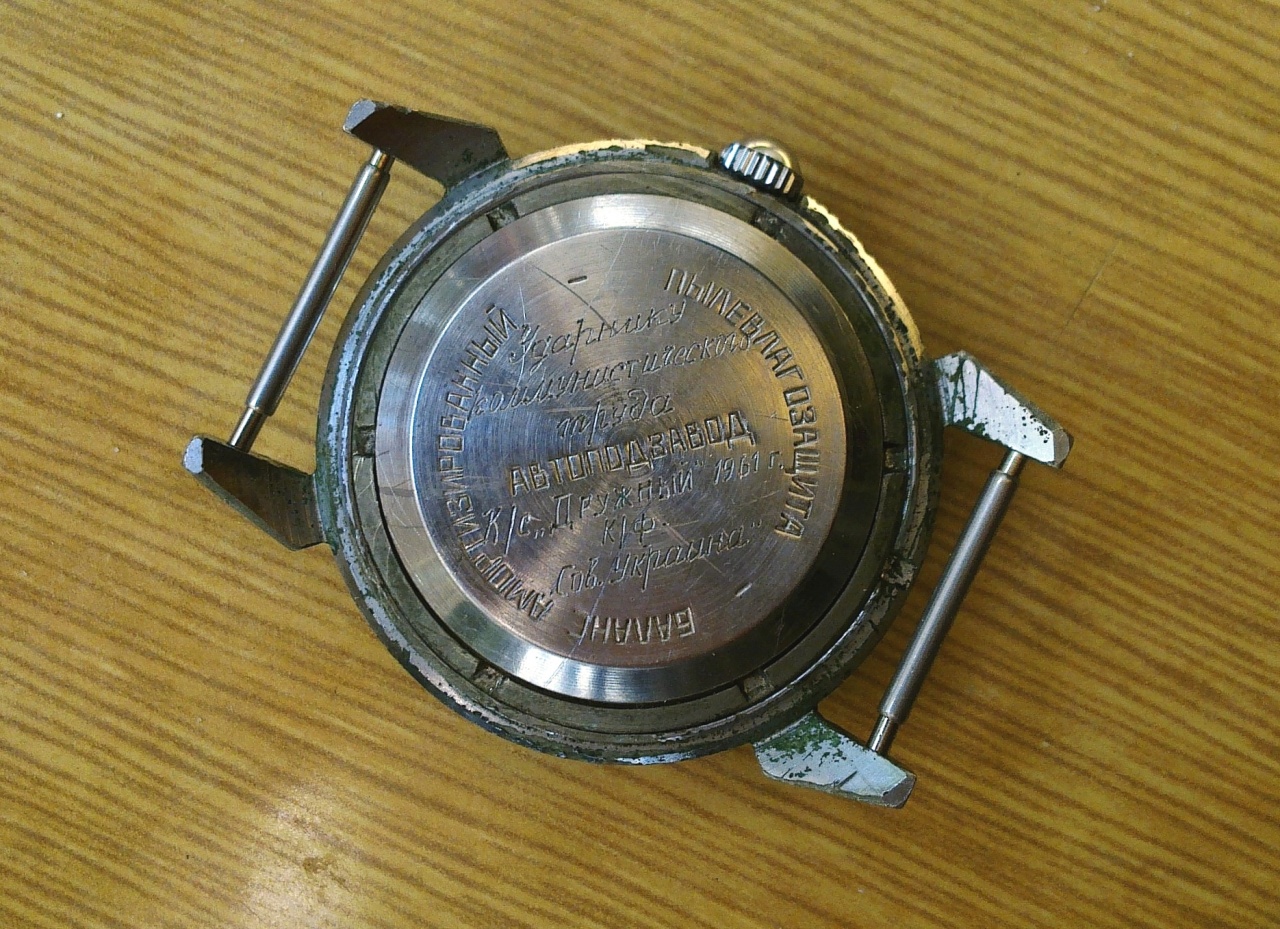 Ударнику
коммунистического
труда
АВТОПОДЗАВОД
К/с „Дружный" 1961 г.
к/ф.
„Сов. Украина"
ПЫЛЕВЛАГОЗАЩИТА
БАЛАНС
АМОРТИЗИРОВАННЫЙ